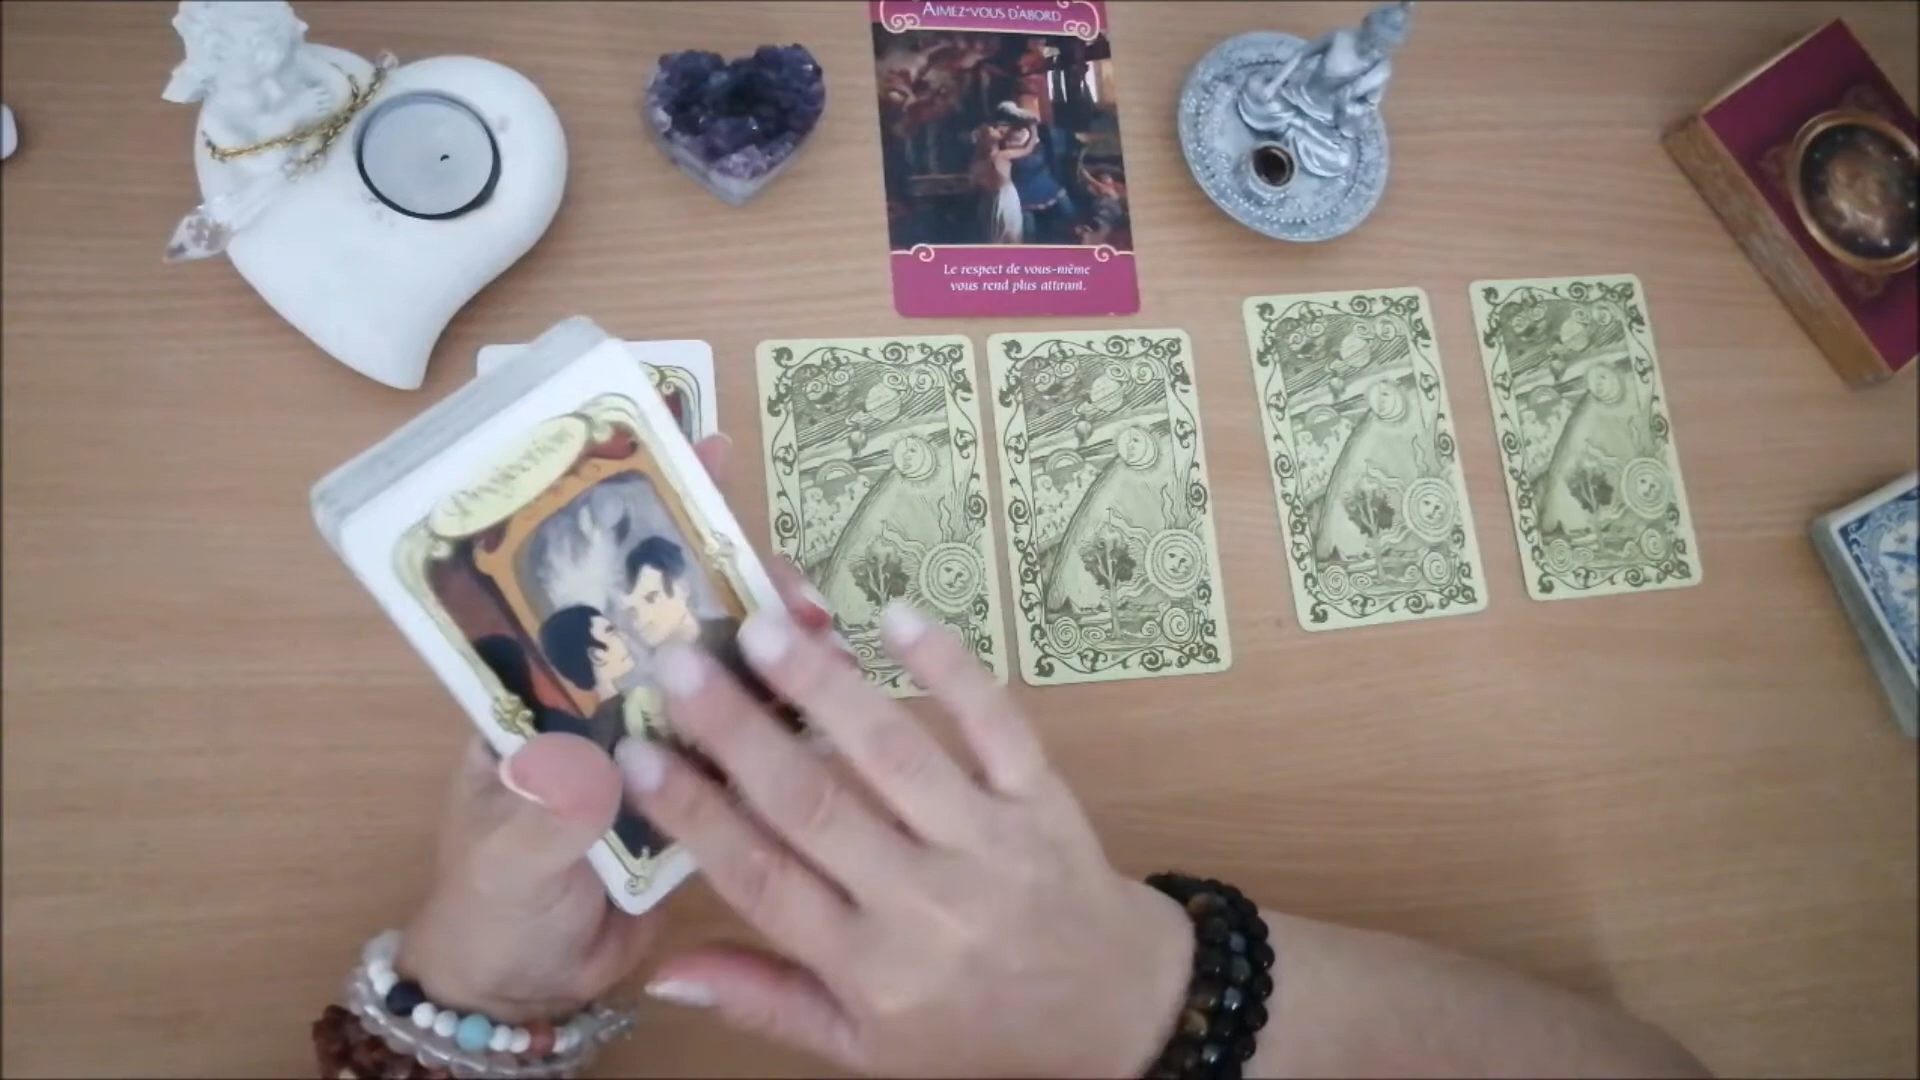 AIMEZ-VOUS D'ABORD
Le respect de vous-même
vous rend plus attirant.